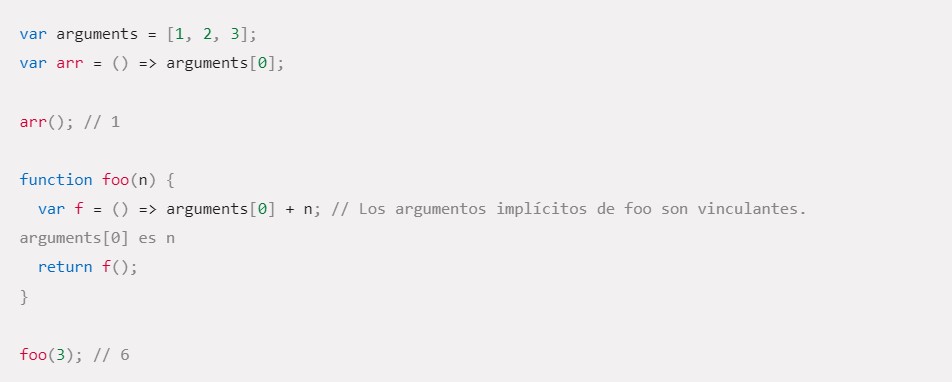 var arguments = [1, 2, 3];
var arr = () => arguments[0];
arr(); // 1
function foo(n) {
var f = () => arguments[0] + n; // Los argumentos implícitos de foo son vinculantes.
arguments[0] es n
return f();
}
foo(3); // 6